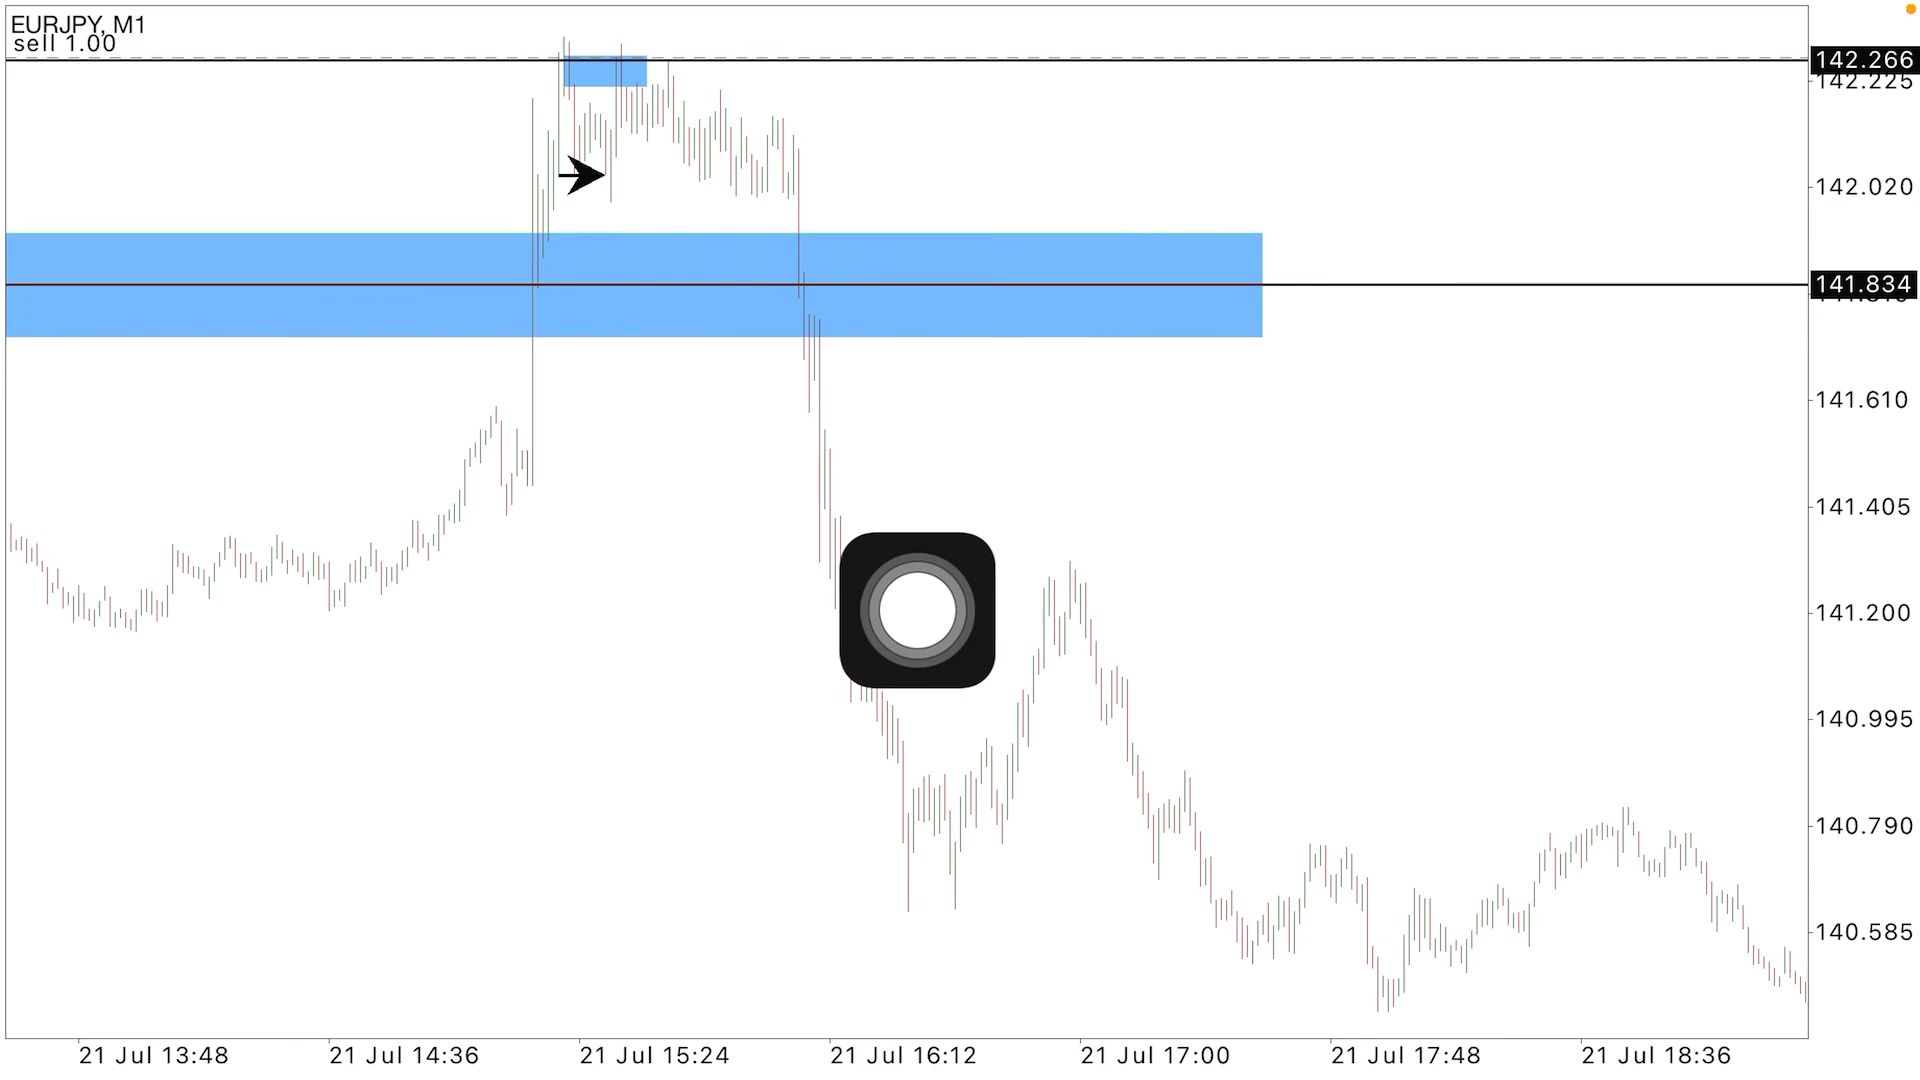 EURJPY, M1
sell 1.00
142.266
142.225
142.020
141.834
141.610
141.405
141.200
140.995
140.790
140.585
21 Jul 13:48
21 Jul 14:36
21 Jul 15:24
21 Jul 16:12
21 Jul 17:00
21 Jul 17:48
21 Jul 18:36